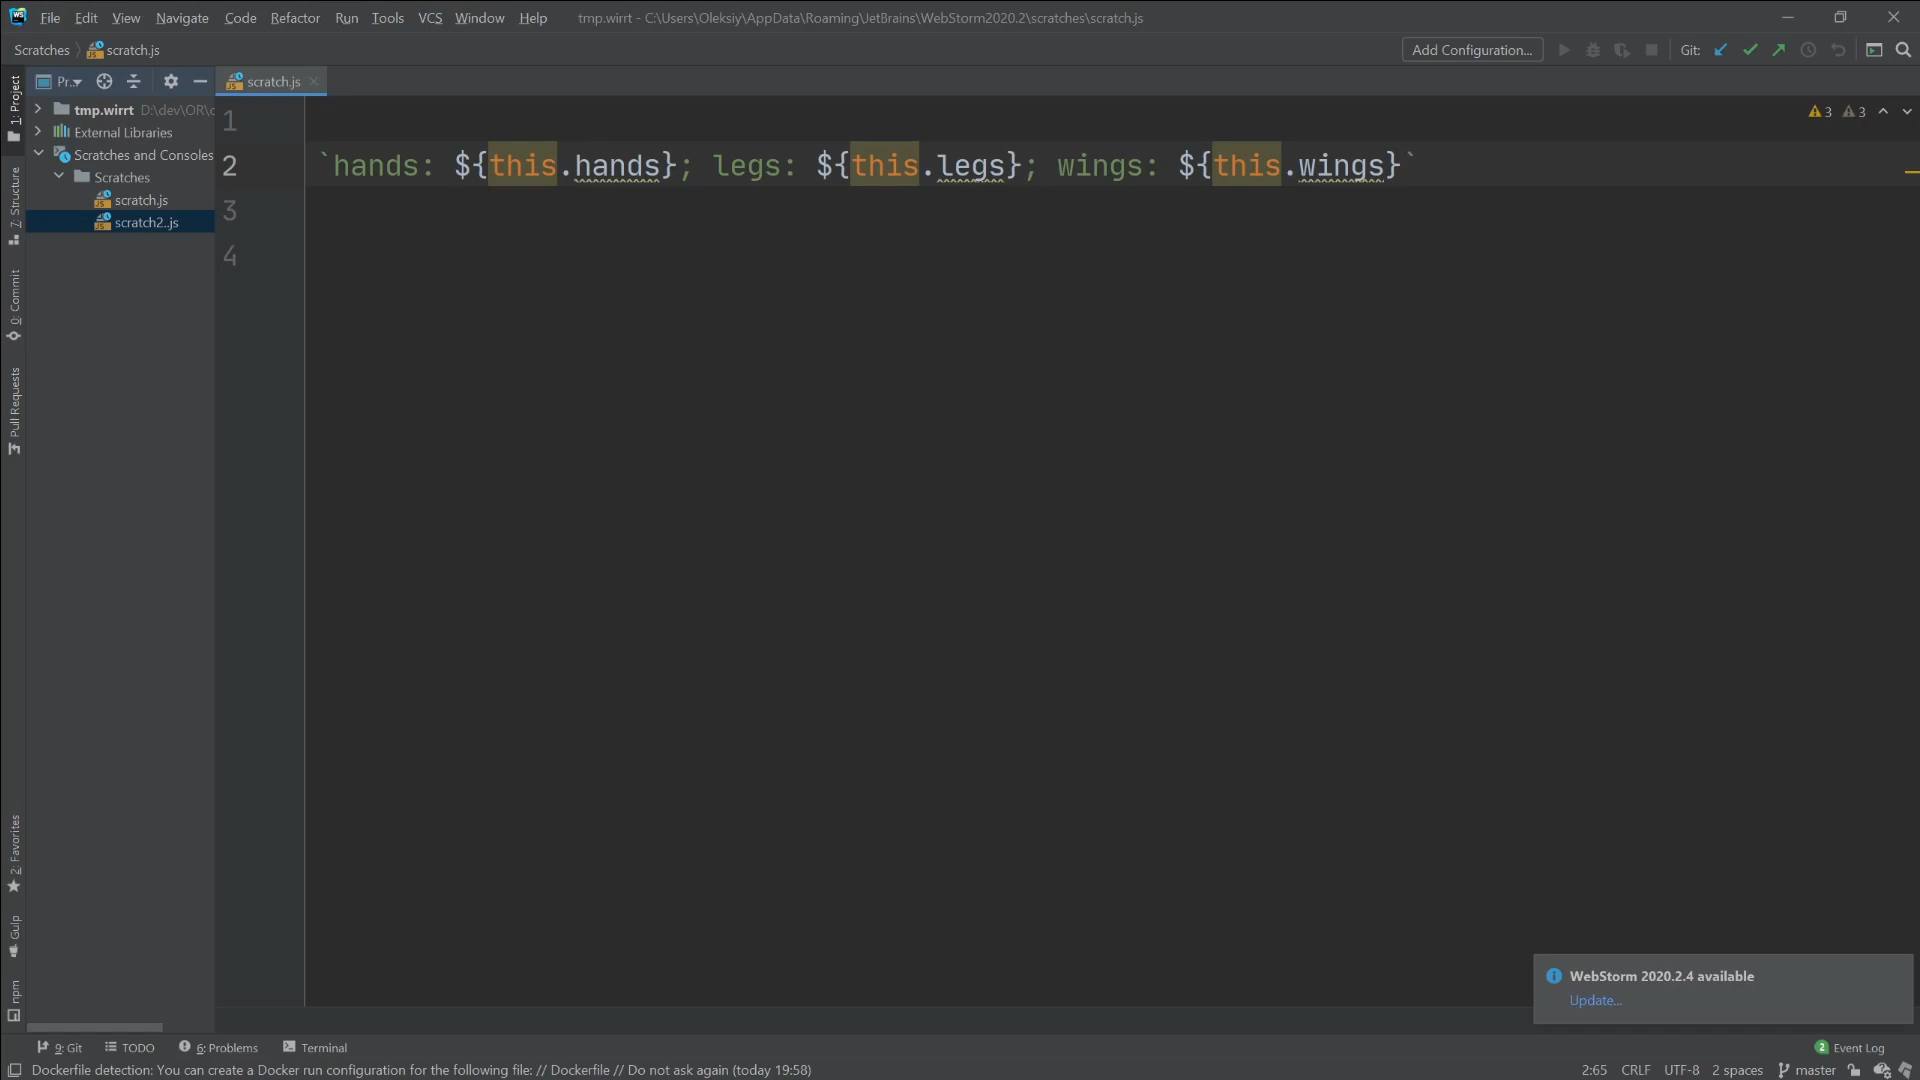 WS File Edit View Navigate Code Refactor Run Tools VCS Window Help tmp.wirrt - C:\Users\Oleksiy\AppData\Roaming\JetBrains\WebStorm2020.2\scratches\scratch.js
Scratches scratch.js Add Configuration... Git:
Pr... scratch.js
1: Project
7: Structure
0: Commit
Pull Requests
2: Favorites
Gulp
npm
tmp.wirrt D:\dev\OR\c
External Libraries
Scratches and Consoles
Scratches
scratch.js
scratch2..js
1
2 `hands: ${this.hands}; legs: ${this.legs}; wings: ${this.wings}`
3
4
3 3
WebStorm 2020.2.4 available
Update...
9: Git TODO 6: Problems Terminal 2 Event Log
Dockerfile detection: You can create a Docker run configuration for the following file: // Dockerfile // Do not ask again (today 19:58) 2:65 CRLF UTF-8 2 spaces master